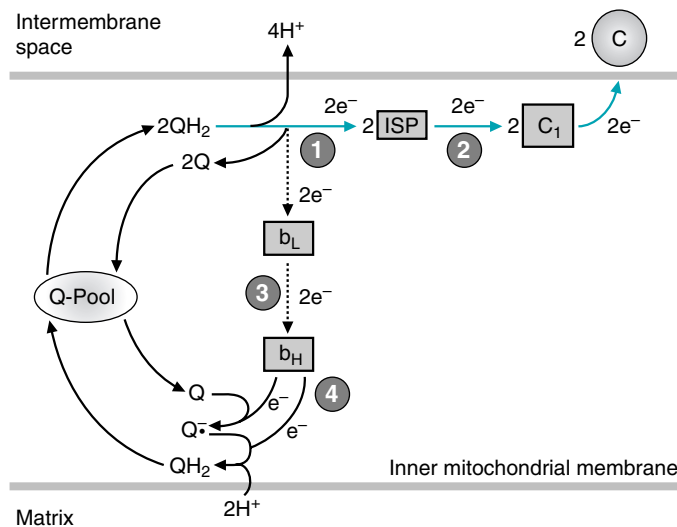 Intermembrane
space
4H⁺
2 C
2QH₂
2e⁻
2 ISP
2e⁻
2 C₁
2e⁻
1
2
2Q
2e⁻
b_L
3
2e⁻
Q-Pool
b_H
4
Q
e⁻
Q•⁻
e⁻
QH₂
Inner mitochondrial membrane
2H⁺
Matrix